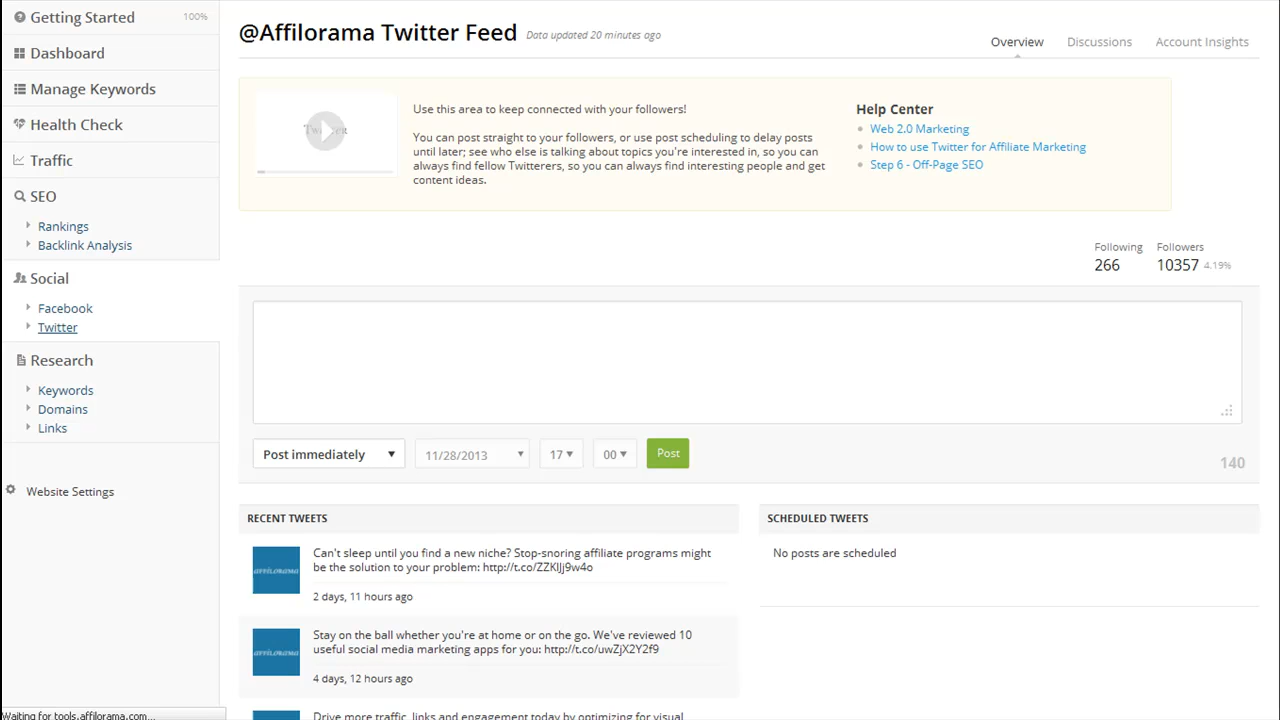 Getting Started 100%
Dashboard
Manage Keywords
Health Check
Traffic
SEO
Rankings
Backlink Analysis
Social
Facebook
Twitter
Research
Keywords
Domains
Links
Website Settings
@Affilorama Twitter Feed Data updated 20 minutes ago
Overview Discussions Account Insights
Twitter
Use this area to keep connected with your followers!
You can post straight to your followers, or use post scheduling to delay posts
until later; see who else is talking about topics you're interested in, so you can
always find fellow Twitterers, so you can always find interesting people and get
content ideas.
Help Center
Web 2.0 Marketing
How to use Twitter for Affiliate Marketing
Step 6 - Off-Page SEO
Following Followers
266 10357 4.19%
Post immediately 11/28/2013 17 00 Post
140
RECENT TWEETS
Can't sleep until you find a new niche? Stop-snoring affiliate programs might
be the solution to your problem: http://t.co/ZZKIJj9w4o
2 days, 11 hours ago
Stay on the ball whether you're at home or on the go. We've reviewed 10
useful social media marketing apps for you: http://t.co/uwZjX2Y2f9
4 days, 12 hours ago
Drive more traffic, links and engagement today by optimizing for visual
SCHEDULED TWEETS
No posts are scheduled
affilorama
affilorama
Waiting for tools.affilorama.com...